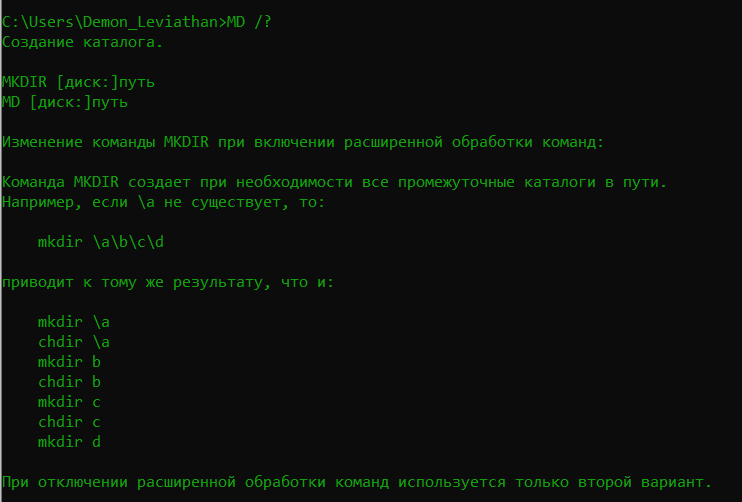 C:\Users\Demon_Leviathan>MD /?
Создание каталога.
MKDIR [диск:]путь
MD [диск:]путь
Изменение команды MKDIR при включении расширенной обработки команд:
Команда MKDIR создает при необходимости все промежуточные каталоги в пути.
Например, если \a не существует, то:
mkdir \a\b\c\d
приводит к тому же результату, что и:
mkdir \a
chdir \a
mkdir b
chdir b
mkdir c
chdir c
mkdir d
При отключении расширенной обработки команд используется только второй вариант.